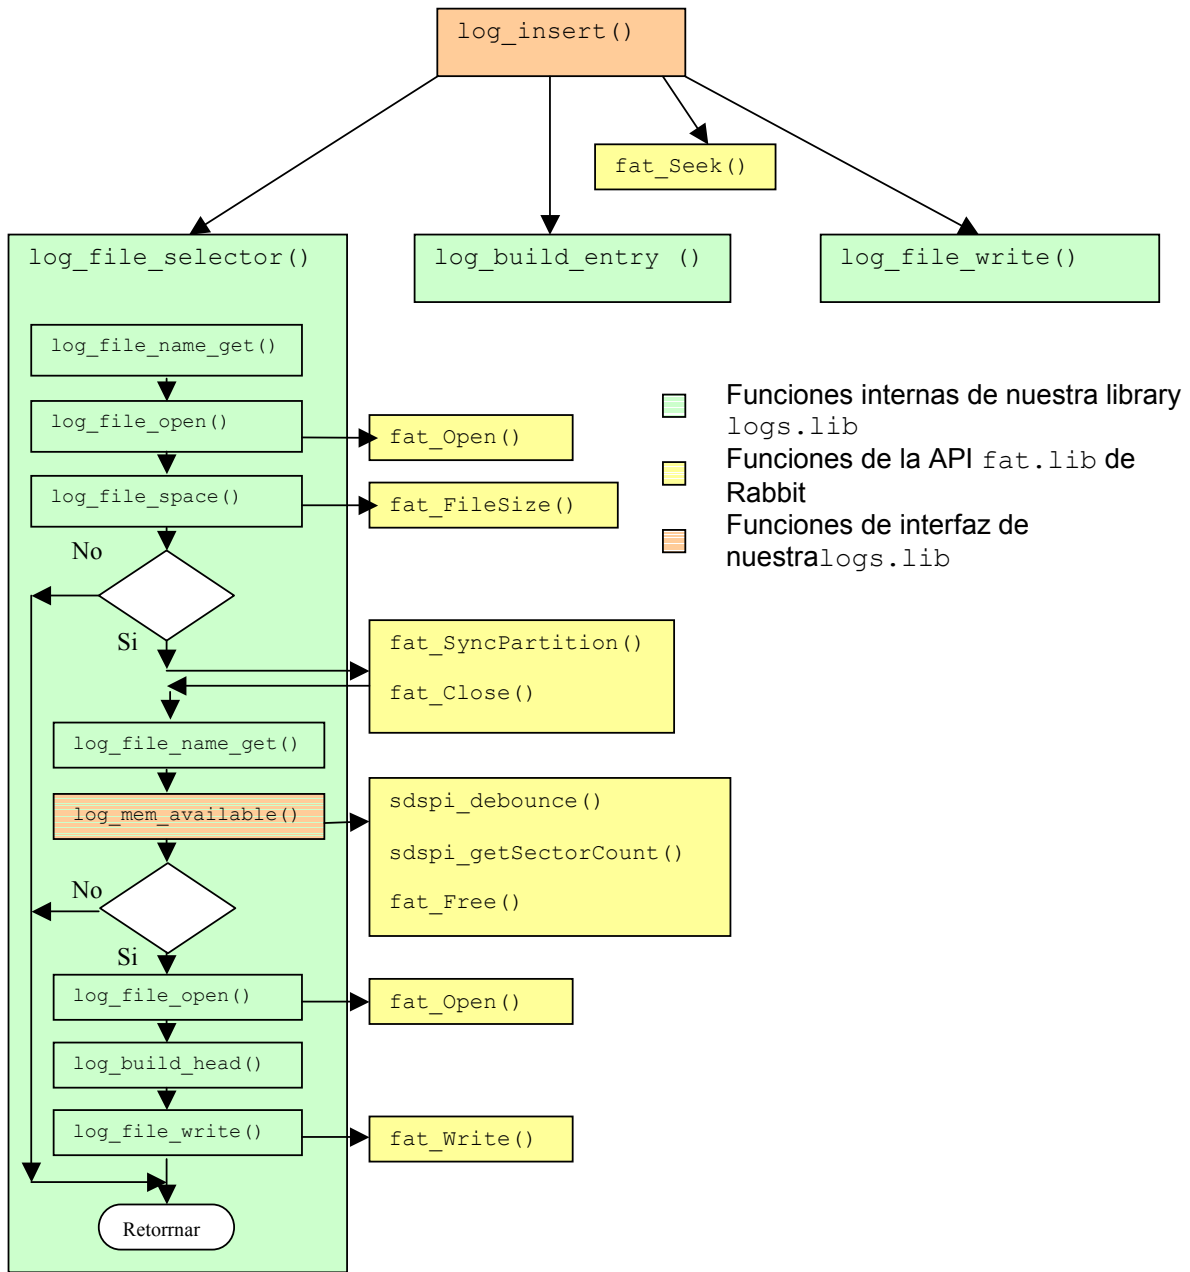 log_insert()
fat_Seek()
log_file_selector()
log_build_entry ()
log_file_write()
log_file_name_get()
log_file_open()
fat_Open()
log_file_space()
fat_FileSize()
No
Si
fat_SyncPartition()
fat_Close()
log_file_name_get()
log_mem_available()
sdspi_debounce()
sdspi_getSectorCount()
fat_Free()
No
Si
log_file_open()
fat_Open()
log_build_head()
log_file_write()
fat_Write()
Retorrnar
Funciones internas de nuestra library
logs.lib
Funciones de la API fat.lib de
Rabbit
Funciones de interfaz de
nuestralogs.lib